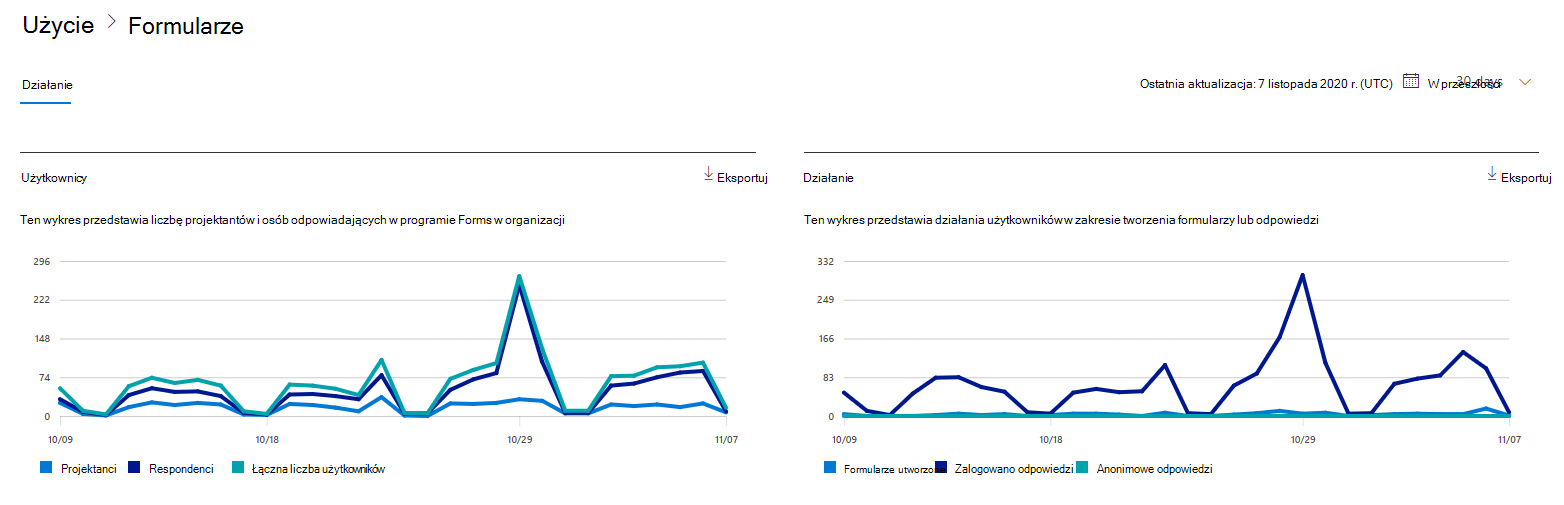 Użycie > Formularze
Działanie
Ostatnia aktualizacja: 7 listopada 2020 r. (UTC) W przeszłości 30 days
Użytkownicy
Eksportuj
Ten wykres przedstawia liczbę projektantów i osób odpowiadających w programie Forms w organizacji
296
222
148
74
0
10/09 10/18 10/29 11/07
Projektanci Respondenci Łączna liczba użytkowników
Działanie
Eksportuj
Ten wykres przedstawia działania użytkowników w zakresie tworzenia formularzy lub odpowiedzi
332
249
166
83
0
10/09 10/18 10/29 11/07
Formularze utworzone Zalogowano odpowiedzi Anonimowe odpowiedzi